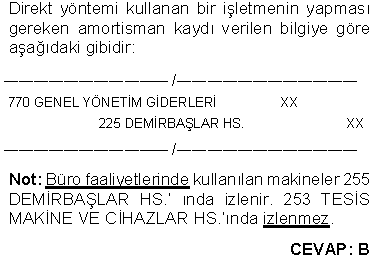 Direkt yöntemi kullanan bir işletmenin yapması
gereken amortisman kaydı verilen bilgiye göre
aşağıdaki gibidir:
—————————— /——————————
770 GENEL YÖNETİM GİDERLERİ XX
225 DEMİRBAŞLAR HS. XX
—————————— /——————————
Not: Büro faaliyetlerinde kullanılan makineler 255
DEMİRBAŞLAR HS.' ında izlenir. 253 TESİS
MAKİNE VE CİHAZLAR HS.'ında izlenmez.
CEVAP: B